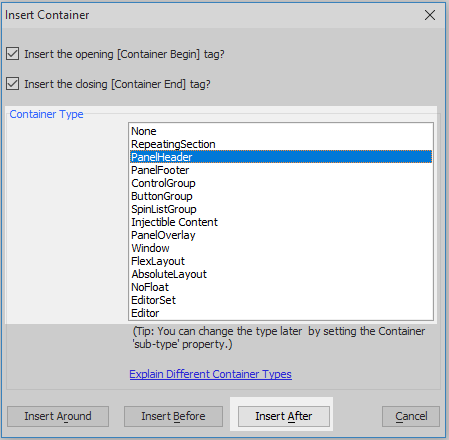 Insert Container
Insert the opening [Container Begin] tag?
Insert the closing [Container End] tag?
Container Type
None
RepeatingSection
PanelHeader
PanelFooter
ControlGroup
ButtonGroup
SpinListGroup
Injectible Content
PanelOverlay
Window
FlexLayout
AbsoluteLayout
NoFloat
EditorSet
Editor
(Tip: You can change the type later by setting the Container
'sub-type' property.)
Explain Different Container Types
Insert Around Insert Before Insert After Cancel